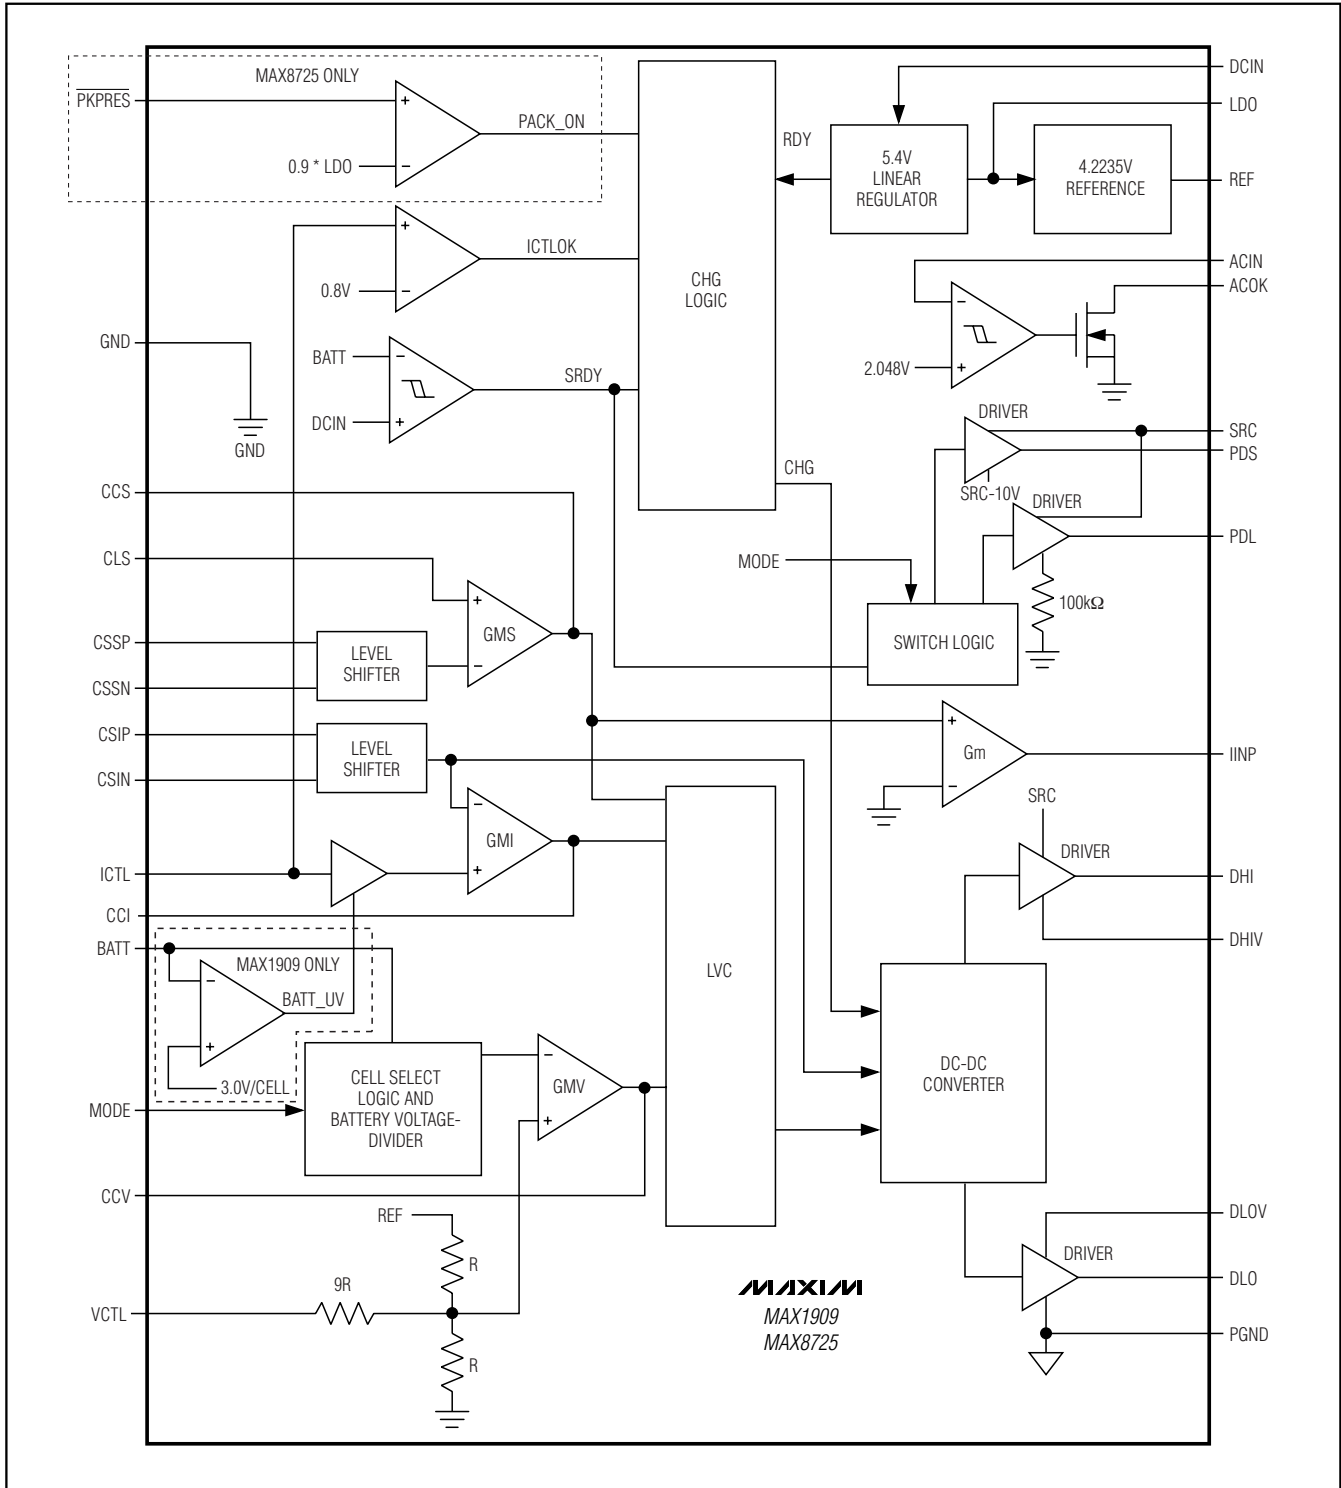 MAX8725 ONLY
PKPRES
+
PACK_ON
0.9 * LDO
−
+
ICTLOK
0.8V
−
GND
GND
BATT
−
SRDY
DCIN
+
CHG
LOGIC
RDY
CHG
5.4V
LINEAR
REGULATOR
4.2235V
REFERENCE
DCIN
LDO
REF
ACIN
ACOK
−
2.048V
+
DRIVER
SRC
PDS
SRC-10V
DRIVER
PDL
100kΩ
MODE
SWITCH LOGIC
CCS
CLS
+
GMS
−
CSSP
LEVEL
SHIFTER
CSSN
CSIP
LEVEL
SHIFTER
CSIN
−
GMI
+
ICTL
CCI
BATT
MAX1909 ONLY
−
BATT_UV
+
3.0V/CELL
MODE
CELL SELECT
LOGIC AND
BATTERY VOLTAGE-
DIVIDER
−
GMV
+
CCV
REF
R
9R
VCTL
R
LVC
+
Gm
−
IINP
SRC
DRIVER
DHI
DHIV
DC-DC
CONVERTER
DLOV
DRIVER
DLO
PGND
MAXIM
MAX1909
MAX8725